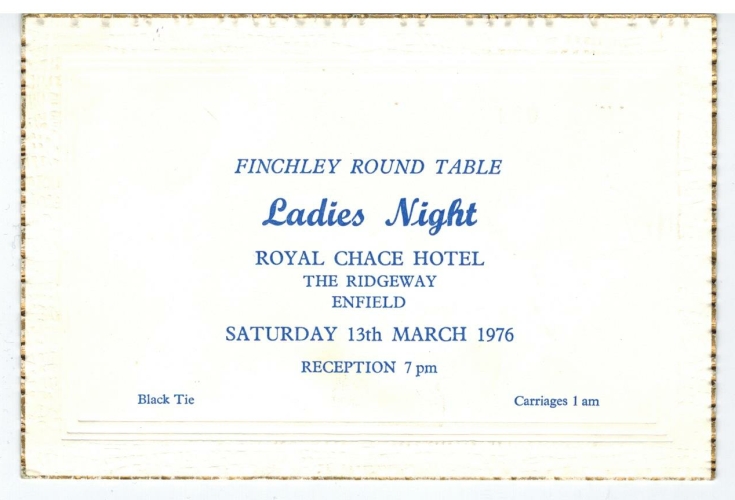 FINCHLEY ROUND TABLE
Ladies Night
ROYAL CHACE HOTEL
THE RIDGEWAY
ENFIELD
SATURDAY 13th MARCH 1976
RECEPTION 7 pm
Black Tie
Carriages 1 am